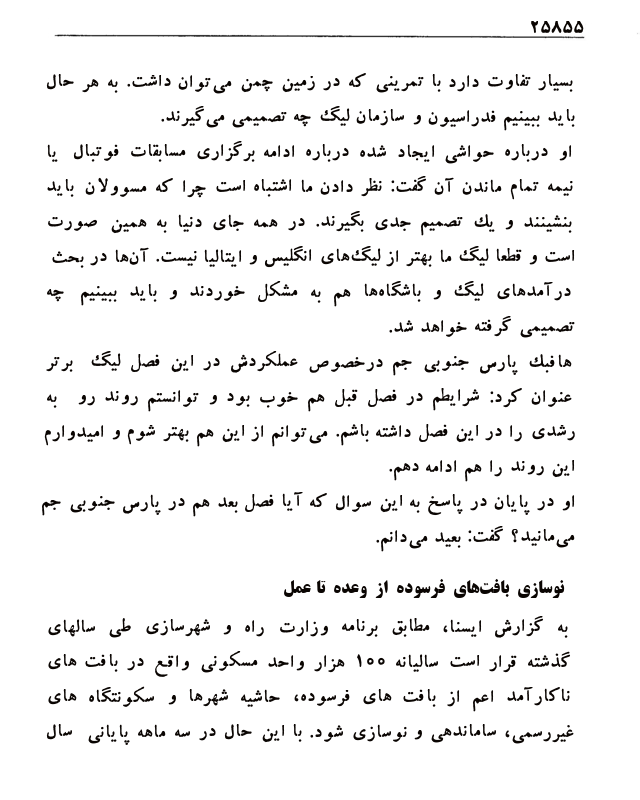 ۲۵۸۵۵
بسیار تفاوت دارد با تمرینی که در زمین چمن می‌توان داشت. به هر حال
باید ببینیم فدراسیون و سازمان لیگ چه تصمیمی می‌گیرند.
او درباره حواشی ایجاد شده درباره ادامه برگزاری مسابقات فوتبال یا
نیمه تمام ماندن آن گفت: نظر دادن ما اشتباه است چرا که مسوولان باید
بنشینند و یك تصمیم جدی بگیرند. در همه جای دنیا به همین صورت
است و قطعا لیگ ما بهتر از لیگ‌های انگلیس و ایتالیا نیست. آن‌ها در بحث
درآمدهای لیگ و باشگاه‌ها هم به مشکل خوردند و باید ببینیم چه
تصمیمی گرفته خواهد شد.
هافبك پارس جنوبی جم درخصوص عملکردش در این فصل لیگ برتر
عنوان کرد: شرایطم در فصل قبل هم خوب بود و توانستم روند رو به
رشدی را در این فصل داشته باشم. می‌توانم از این هم بهتر شوم و امیدوارم
این روند را هم ادامه دهم.
او در پایان در پاسخ به این سوال که آیا فصل بعد هم در پارس جنوبی جم
می‌مانید؟ گفت: بعید می‌دانم.
نوسازی بافت‌های فرسوده از وعده تا عمل
به گزارش ایسنا، مطابق برنامه وزارت راه و شهرسازی طی سالهای
گذشته قرار است سالیانه ۱۰۰ هزار واحد مسکونی واقع در بافت های
ناکارآمد اعم از بافت های فرسوده، حاشیه شهرها و سکونتگاه های
غیررسمی، ساماندهی و نوسازی شود. با این حال در سه ماهه پایانی سال